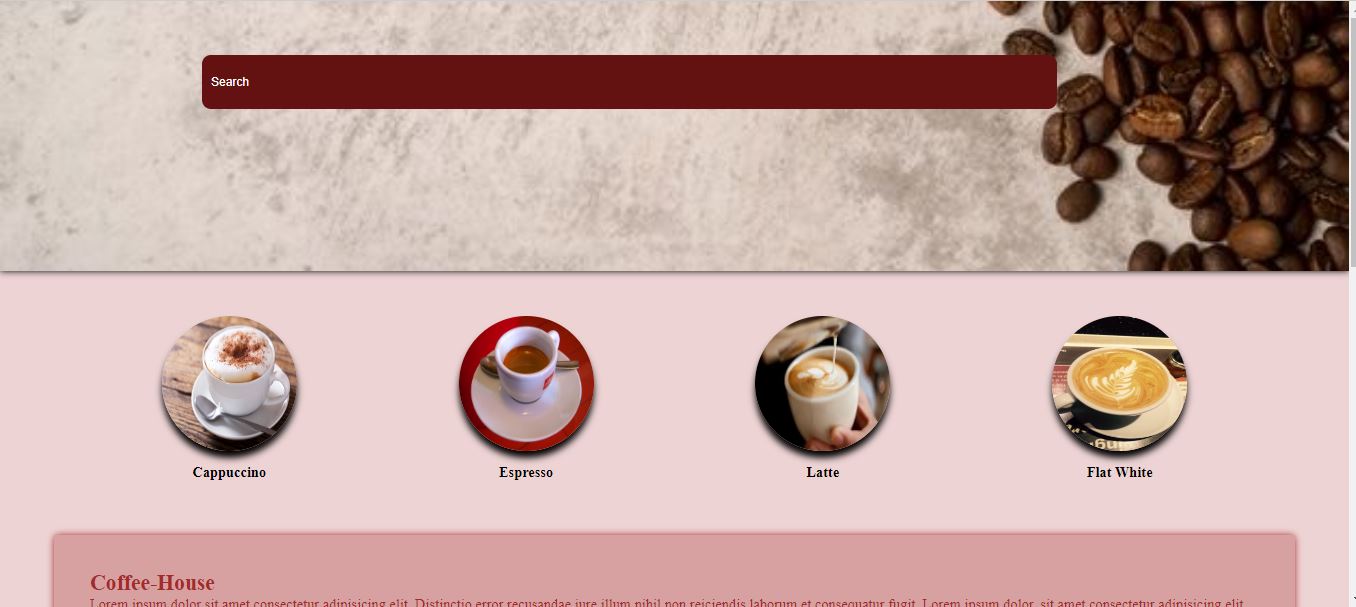 Search
Cappuccino
Espresso
Latte
Flat White
Coffee-House
Lorem ipsum dolor sit amet consectetur adipisicing elit. Distinctio error recusandae iure illum nihil non reiciendis laborum et consequatur fugit. Lorem ipsum dolor, sit amet consectetur adipisicing elit.